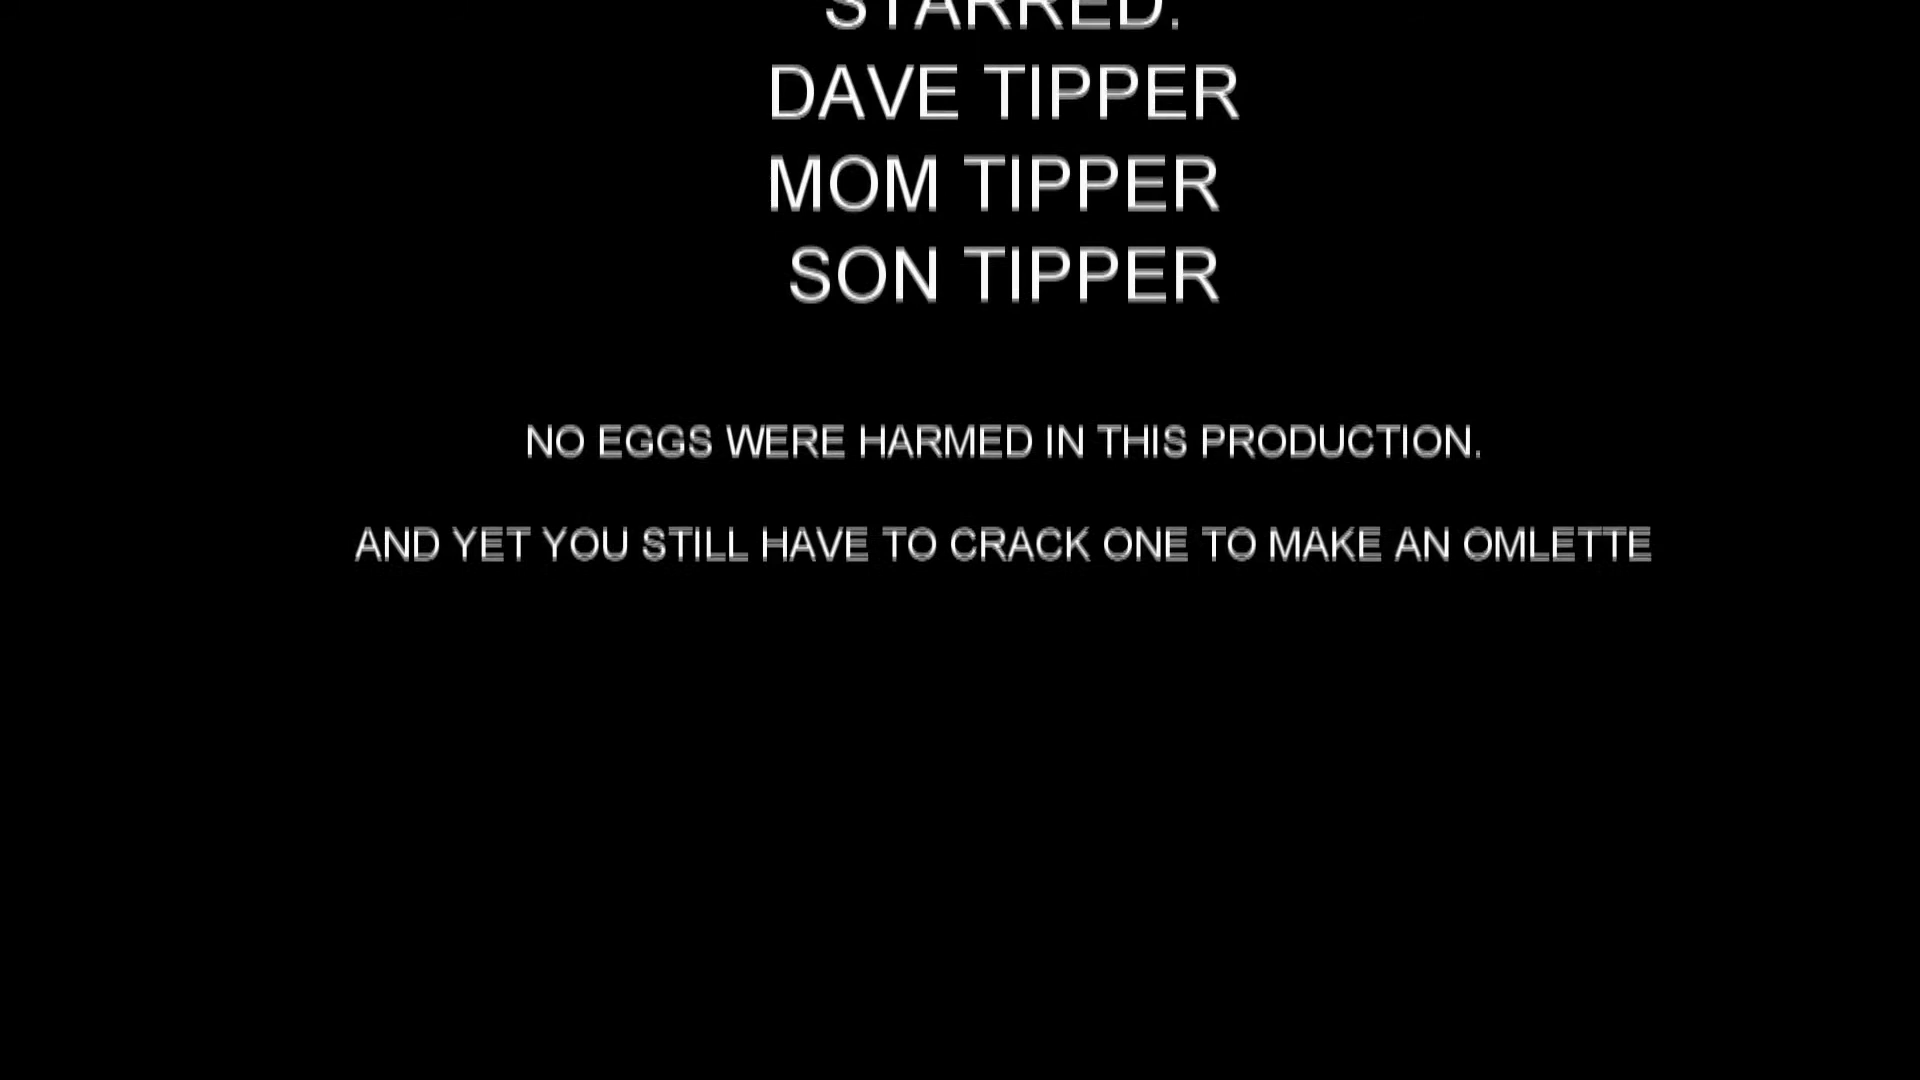 STARRED:
DAVE TIPPER
MOM TIPPER
SON TIPPER
NO EGGS WERE HARMED IN THIS PRODUCTION.
AND YET YOU STILL HAVE TO CRACK ONE TO MAKE AN OMLETTE